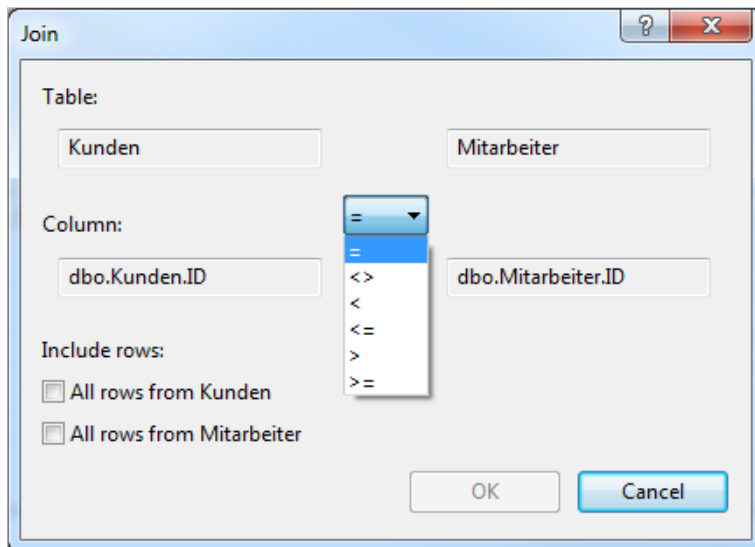 Join
?
X
Table:
Kunden
Mitarbeiter
Column:
=
dbo.Kunden.ID
=
<>
<
<=
>
>=
dbo.Mitarbeiter.ID
Include rows:
All rows from Kunden
All rows from Mitarbeiter
OK
Cancel